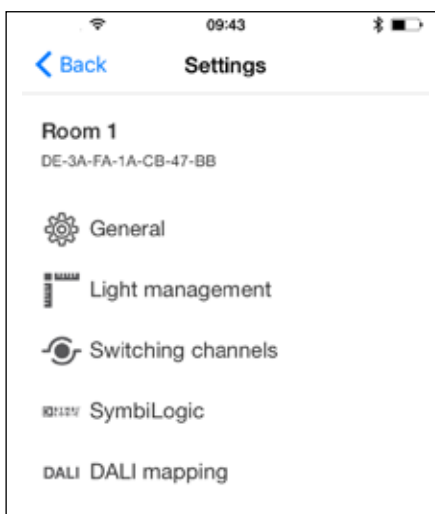 09:43
Back Settings
Room 1
DE-3A-FA-1A-CB-47-BB
General
Light management
Switching channels
SymbiLogic
DALI DALI mapping